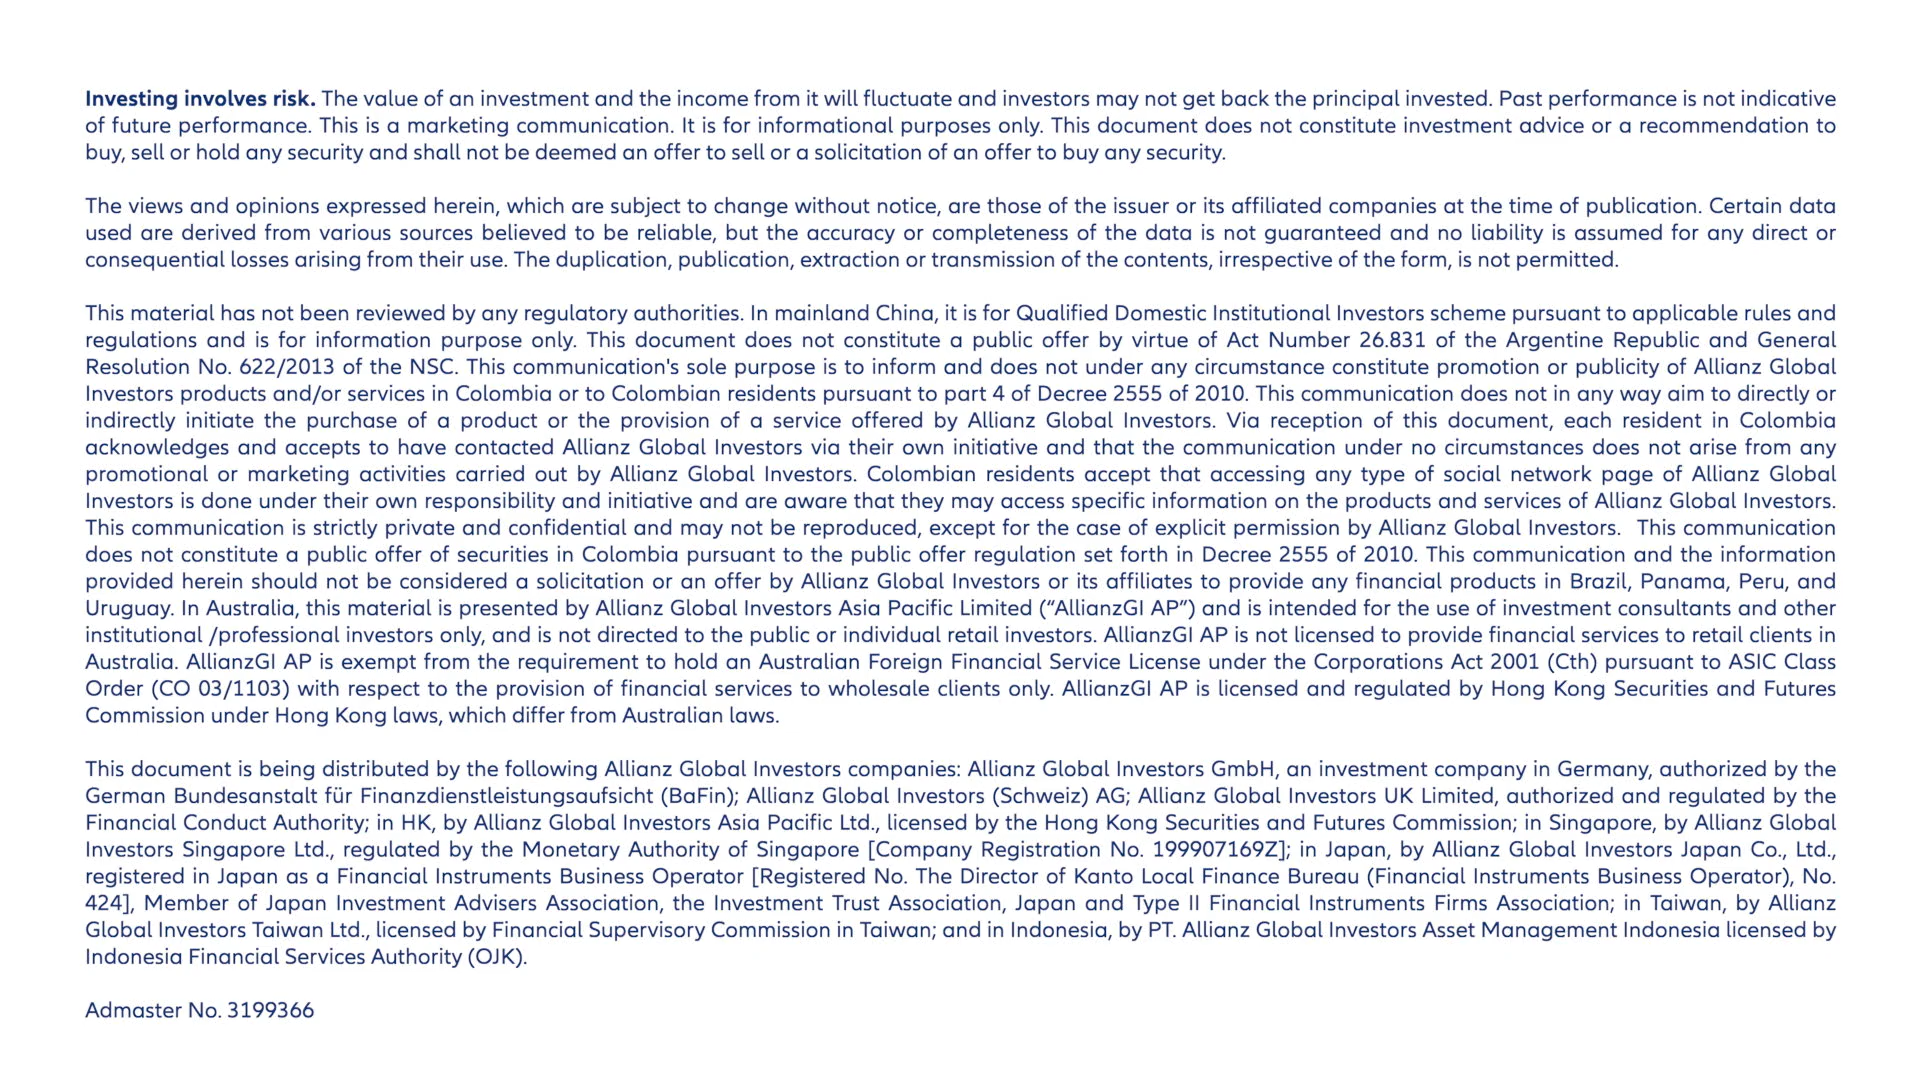 Investing involves risk. The value of an investment and the income from it will fluctuate and investors may not get back the principal invested. Past performance is not indicative
of future performance. This is a marketing communication. It is for informational purposes only. This document does not constitute investment advice or a recommendation to
buy, sell or hold any security and shall not be deemed an offer to sell or a solicitation of an offer to buy any security.
The views and opinions expressed herein, which are subject to change without notice, are those of the issuer or its affiliated companies at the time of publication. Certain data
used are derived from various sources believed to be reliable, but the accuracy or completeness of the data is not guaranteed and no liability is assumed for any direct or
consequential losses arising from their use. The duplication, publication, extraction or transmission of the contents, irrespective of the form, is not permitted.
This material has not been reviewed by any regulatory authorities. In mainland China, it is for Qualified Domestic Institutional Investors scheme pursuant to applicable rules and
regulations and is for information purpose only. This document does not constitute a public offer by virtue of Act Number 26.831 of the Argentine Republic and General
Resolution No. 622/2013 of the NSC. This communication's sole purpose is to inform and does not under any circumstance constitute promotion or publicity of Allianz Global
Investors products and/or services in Colombia or to Colombian residents pursuant to part 4 of Decree 2555 of 2010. This communication does not in any way aim to directly or
indirectly initiate the purchase of a product or the provision of a service offered by Allianz Global Investors. Via reception of this document, each resident in Colombia
acknowledges and accepts to have contacted Allianz Global Investors via their own initiative and that the communication under no circumstances does not arise from any
promotional or marketing activities carried out by Allianz Global Investors. Colombian residents accept that accessing any type of social network page of Allianz Global
Investors is done under their own responsibility and initiative and are aware that they may access specific information on the products and services of Allianz Global Investors.
This communication is strictly private and confidential and may not be reproduced, except for the case of explicit permission by Allianz Global Investors. This communication
does not constitute a public offer of securities in Colombia pursuant to the public offer regulation set forth in Decree 2555 of 2010. This communication and the information
provided herein should not be considered a solicitation or an offer by Allianz Global Investors or its affiliates to provide any financial products in Brazil, Panama, Peru, and
Uruguay. In Australia, this material is presented by Allianz Global Investors Asia Pacific Limited (“AllianzGI AP”) and is intended for the use of investment consultants and other
institutional /professional investors only, and is not directed to the public or individual retail investors. AllianzGI AP is not licensed to provide financial services to retail clients in
Australia. AllianzGI AP is exempt from the requirement to hold an Australian Foreign Financial Service License under the Corporations Act 2001 (Cth) pursuant to ASIC Class
Order (CO 03/1103) with respect to the provision of financial services to wholesale clients only. AllianzGI AP is licensed and regulated by Hong Kong Securities and Futures
Commission under Hong Kong laws, which differ from Australian laws.
This document is being distributed by the following Allianz Global Investors companies: Allianz Global Investors GmbH, an investment company in Germany, authorized by the
German Bundesanstalt für Finanzdienstleistungsaufsicht (BaFin); Allianz Global Investors (Schweiz) AG; Allianz Global Investors UK Limited, authorized and regulated by the
Financial Conduct Authority; in HK, by Allianz Global Investors Asia Pacific Ltd., licensed by the Hong Kong Securities and Futures Commission; in Singapore, by Allianz Global
Investors Singapore Ltd., regulated by the Monetary Authority of Singapore [Company Registration No. 199907169Z]; in Japan, by Allianz Global Investors Japan Co., Ltd.,
registered in Japan as a Financial Instruments Business Operator [Registered No. The Director of Kanto Local Finance Bureau (Financial Instruments Business Operator), No.
424], Member of Japan Investment Advisers Association, the Investment Trust Association, Japan and Type II Financial Instruments Firms Association; in Taiwan, by Allianz
Global Investors Taiwan Ltd., licensed by Financial Supervisory Commission in Taiwan; and in Indonesia, by PT. Allianz Global Investors Asset Management Indonesia licensed by
Indonesia Financial Services Authority (OJK).
Admaster No. 3199366